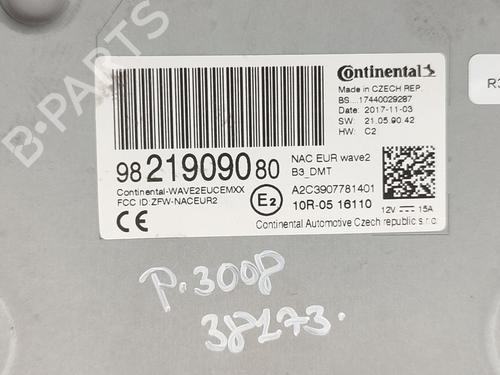 B-PARTS
Continental
Made in CZECH REP.
BS....17440029287
Date: 2017-11-03
SW: 21.05.90.42
HW: C2
98 219090 80
NAC EUR wave2
B3_DMT
Continental-WAVE2EUCEMXX
FCC ID:ZFW-NACEUR2
E2
A2C3907781401
10R-05 16110
12V 15A
CE
Continental Automotive Czech republic s.r.o.
R3
P.3008
38173.